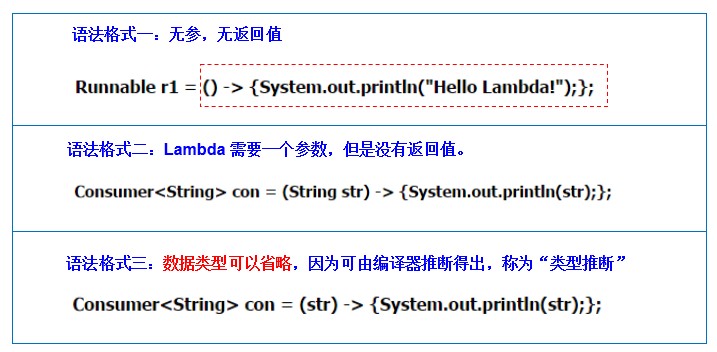 语法格式一：无参，无返回值
Runnable r1 = () -> {System.out.println("Hello Lambda!");};
语法格式二：Lambda 需要一个参数，但是没有返回值。
Consumer<String> con = (String str) -> {System.out.println(str);};
语法格式三：数据类型可以省略，因为可由编译器推断得出，称为“类型推断”
Consumer<String> con = (str) -> {System.out.println(str);};